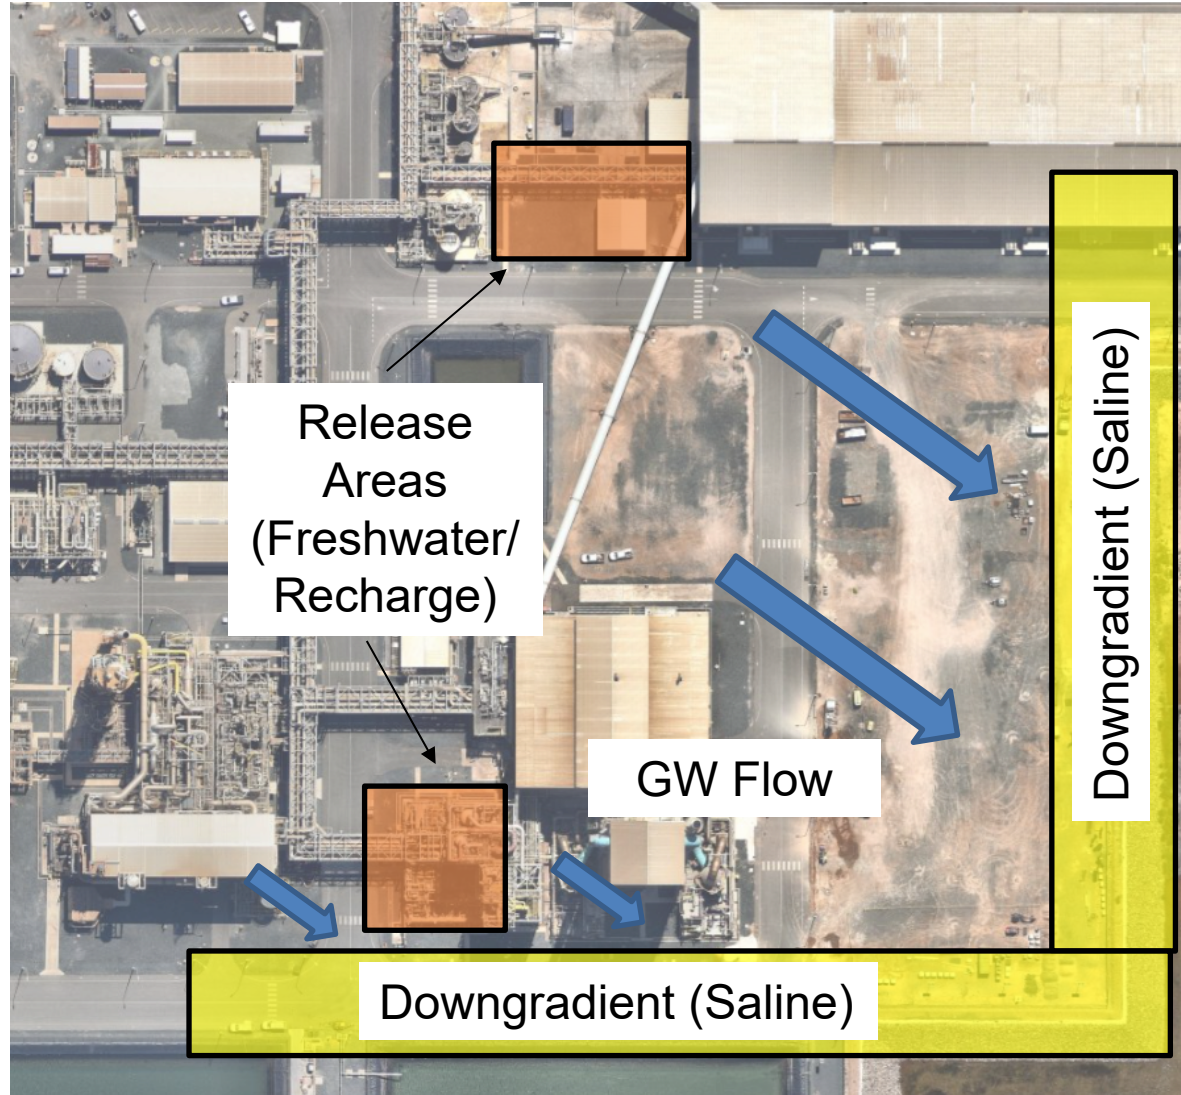 Release
Areas
(Freshwater/
Recharge)
Downgradient (Saline)
GW Flow
Downgradient (Saline)